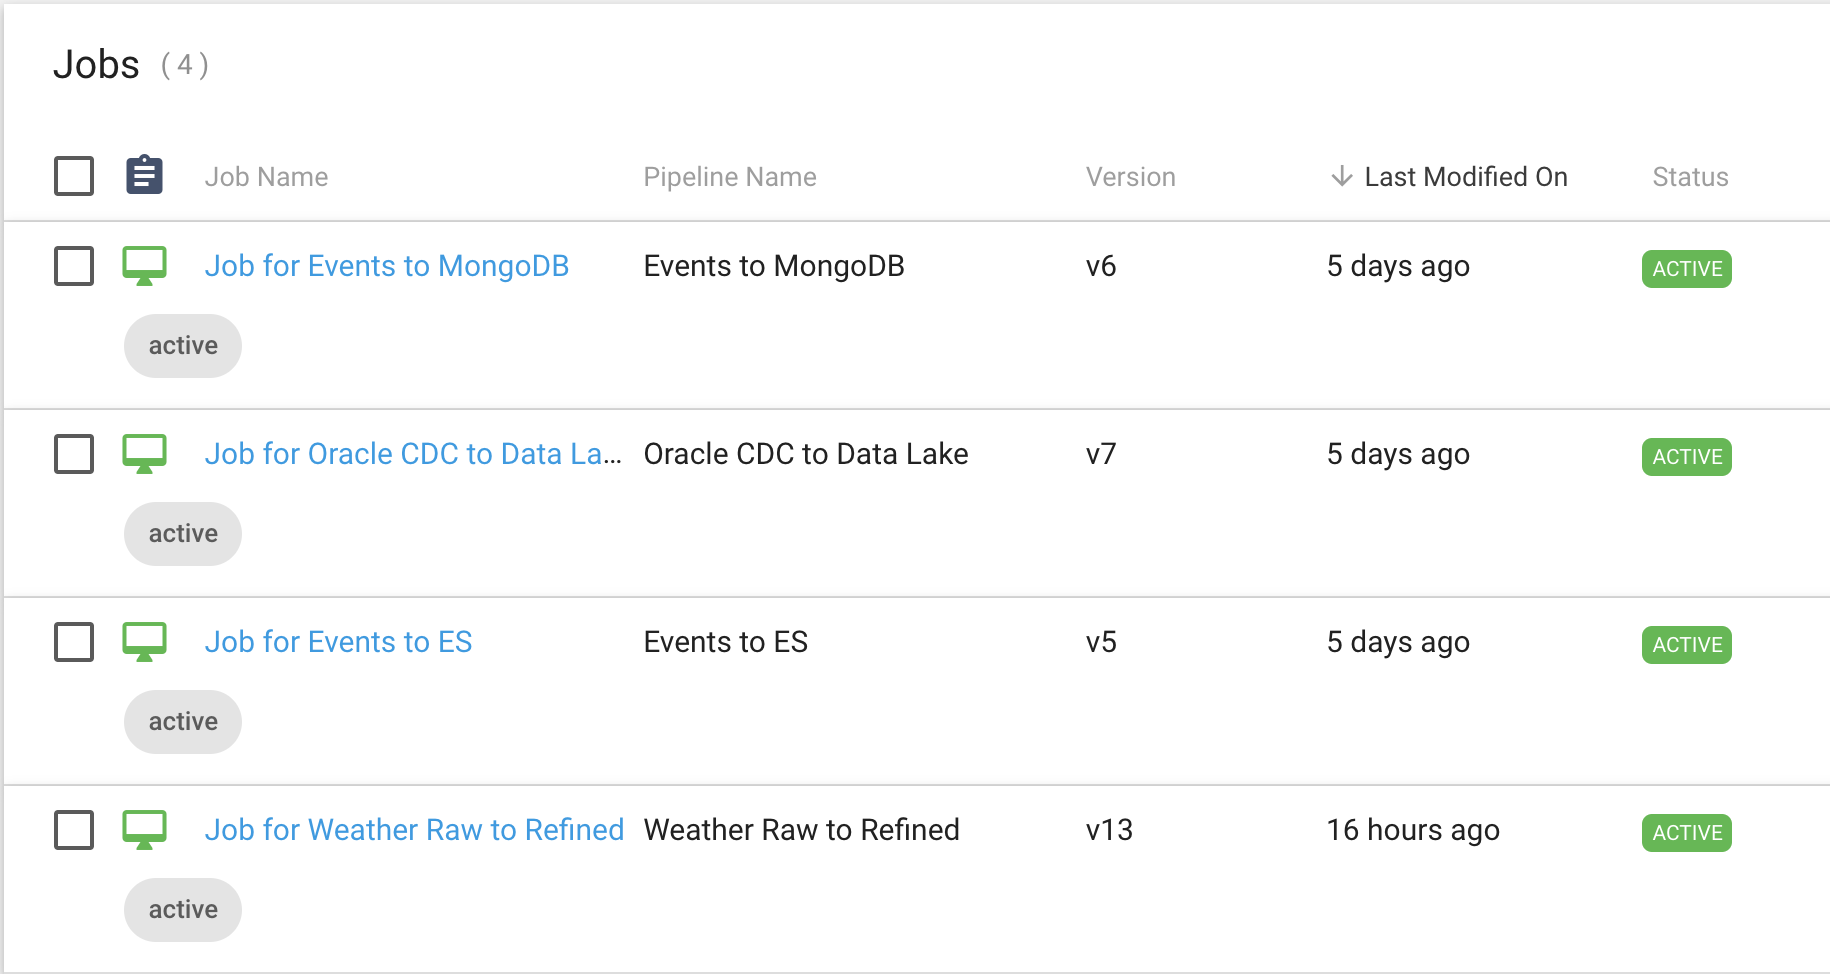 Jobs ( 4 )
Job Name Pipeline Name Version Last Modified On Status
Job for Events to MongoDB Events to MongoDB v6 5 days ago ACTIVE
active
Job for Oracle CDC to Data La... Oracle CDC to Data Lake v7 5 days ago ACTIVE
active
Job for Events to ES Events to ES v5 5 days ago ACTIVE
active
Job for Weather Raw to Refined Weather Raw to Refined v13 16 hours ago ACTIVE
active